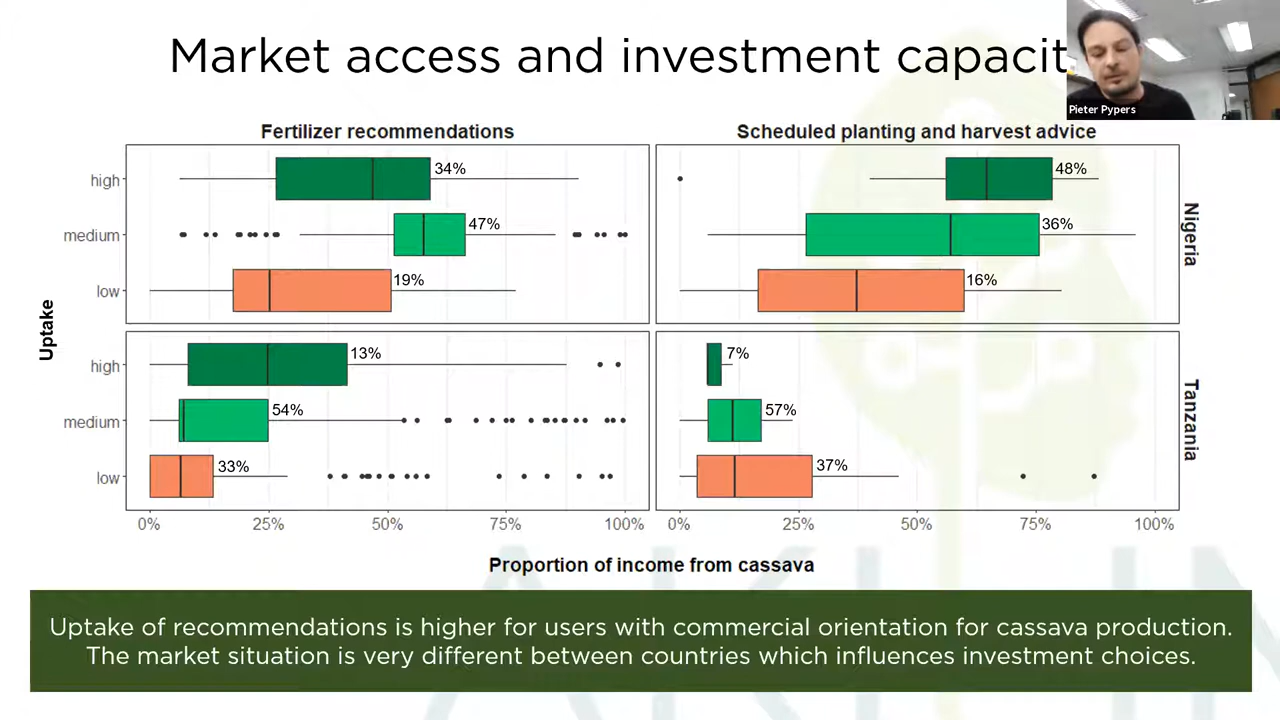 Market access and investment capacit
Pieter Pypers
Fertilizer recommendations
Scheduled planting and harvest advice
Uptake
high
34%
48%
medium
47%
36%
low
19%
16%
Nigeria
high
13%
7%
medium
54%
57%
low
33%
37%
Tanzania
0%
25%
50%
75%
100%
0%
25%
50%
75%
100%
Proportion of income from cassava
Uptake of recommendations is higher for users with commercial orientation for cassava production.
The market situation is very different between countries which influences investment choices.